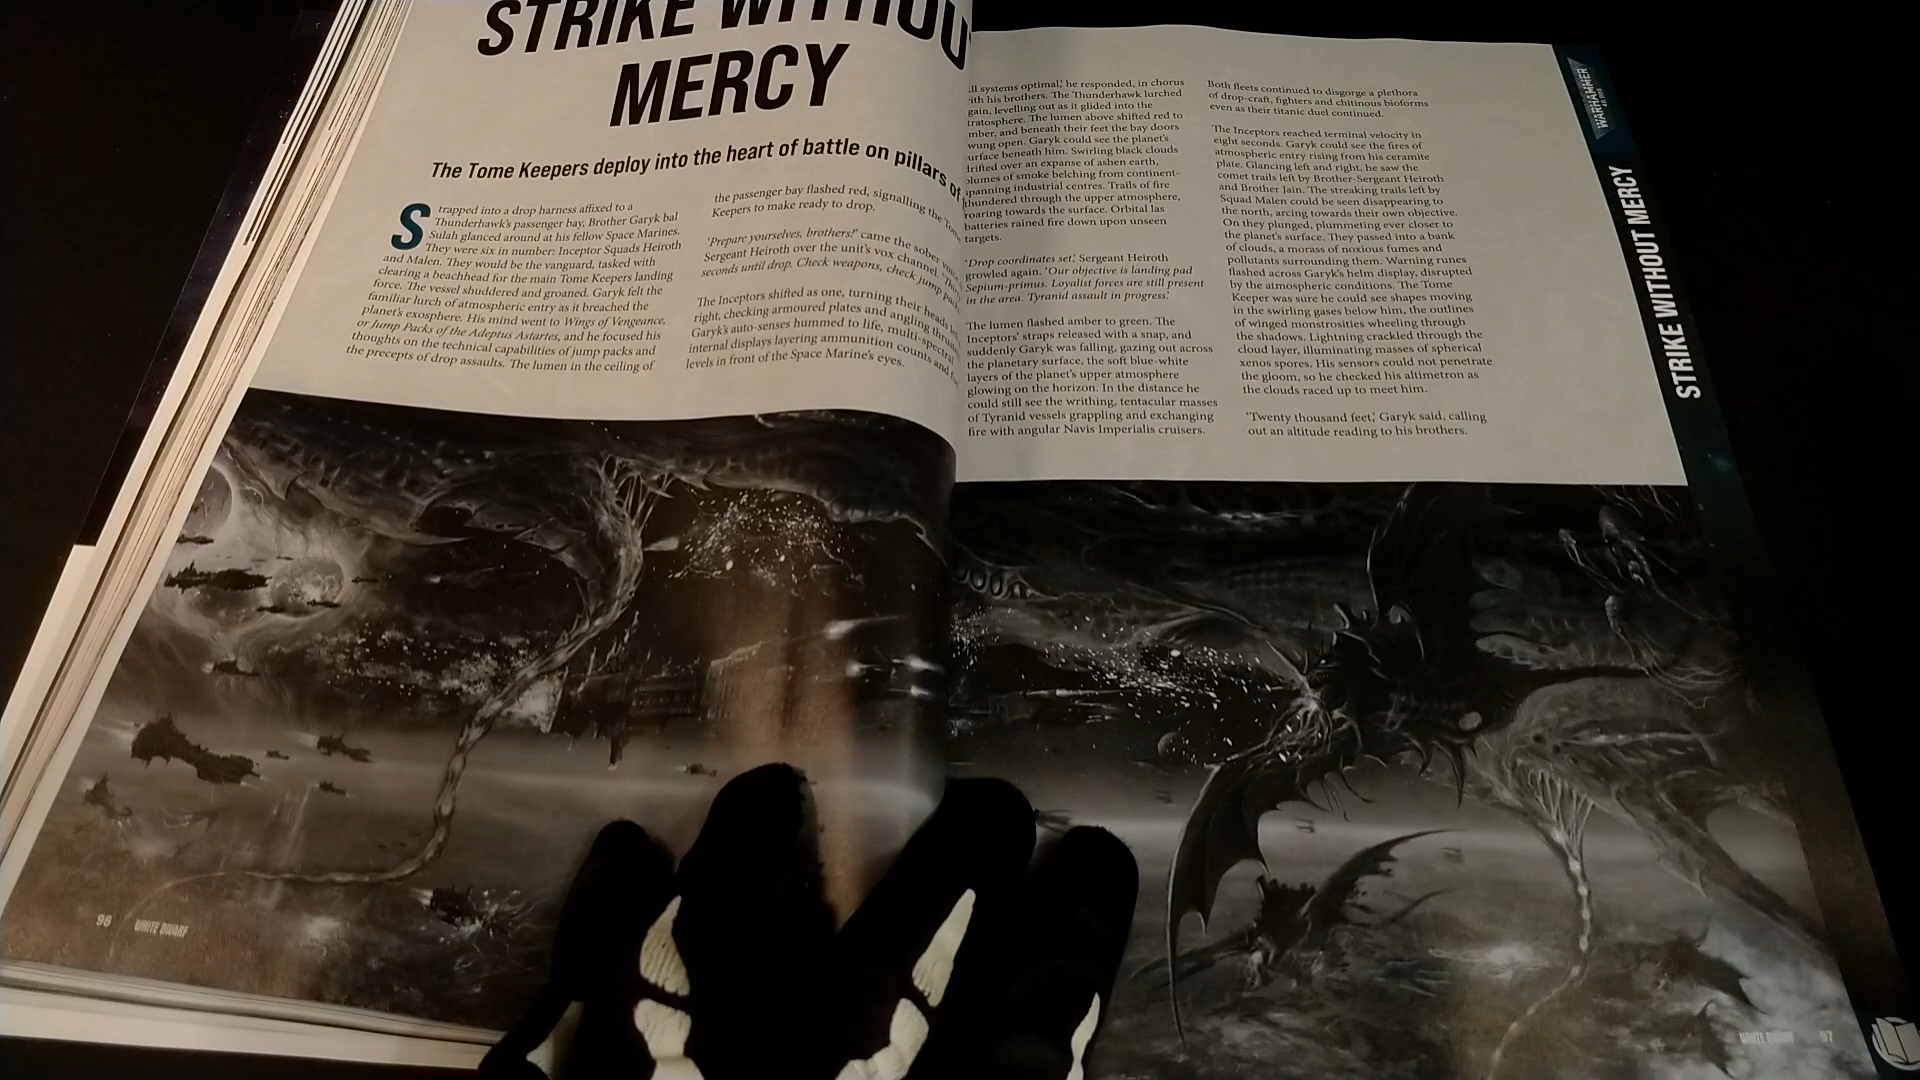 STRIKE WITHOU
MERCY
The Tome Keepers deploy into the heart of battle on pillars of
Strapped into a drop harness affixed to a
Thunderhawk's passenger bay, Brother Garyk bal
Sulah glanced around at his fellow Space Marines.
They were six in number: Inceptor Squads Heiroth
and Malen. They would be the vanguard, tasked with
clearing a beachhead for the main Tome Keepers landing
force. The vessel shuddered and groaned. Garyk felt the
familiar lurch of atmospheric entry as it breached the
planet's exosphere. His mind went to Wings of Vengeance,
or Jump Packs of the Adeptus Astartes, and he focused his
thoughts on the technical capabilities of jump packs and
the precepts of drop assaults. The lumen in the ceiling of
the passenger bay flashed red, signalling the Tome
Keepers to make ready to drop.
'Prepare yourselves, brothers!' came the sober
Sergeant Heiroth over the unit's vox channel.
seconds until drop. Check weapons, check jump
The Inceptors shifted as one, turning their heads
right, checking armoured plates and angling
Garyk's auto-senses hummed to life, multi-spectral
internal displays layering ammunition counts and
levels in front of the Space Marine's eyes.
ll systems optimal,' he responded, in chorus
ith his brothers. The Thunderhawk lurched
gain, levelling out as it glided into the
tratosphere. The lumen above shifted red to
mber, and beneath their feet the bay doors
wung open. Garyk could see the planet's
urface beneath him. Swirling black clouds
drifted over an expanse of ashen earth,
plumes of smoke belching from continent-
spanning industrial centres. Trails of fire
thundered through the upper atmosphere,
roaring towards the surface. Orbital las
batteries rained fire down upon unseen
targets.
'Drop coordinates set,' Sergeant Heiroth
growled again. 'Our objective is landing pad
Sepium-primus. Loyalist forces are still present
in the area. Tyranid assault in progress.'
The lumen flashed amber to green. The
Inceptors' straps released with a snap, and
suddenly Garyk was falling, gazing out across
the planetary surface, the soft blue-white
layers of the planet's upper atmosphere
glowing on the horizon. In the distance he
could still see the writhing, tentacular masses
of Tyranid vessels grappling and exchanging
fire with angular Navis Imperialis cruisers.
Both fleets continued to disgorge a plethora
of drop-craft, fighters and chitinous bioforms
even as their titanic duel continued.
The Inceptors reached terminal velocity in
eight seconds. Garyk could see the fires of
atmospheric entry rising from his ceramite
plate. Glancing left and right, he saw the
comet trails left by Brother-Sergeant Heiroth
and Brother Jain. The streaking trails left by
Squad Malen could be seen disappearing to
the north, arcing towards their own objective.
On they plunged, plummeting ever closer to
the planet's surface. They passed into a bank
of clouds, a morass of noxious fumes and
pollutants surrounding them. Warning runes
flashed across Garyk's helm display, disrupted
by the atmospheric conditions. The Tome
Keeper was sure he could see shapes moving
in the swirling gases below him, the outlines
of winged monstrosities wheeling through
the shadows. Lightning crackled through the
cloud layer, illuminating masses of spherical
xenos spores. His sensors could not penetrate
the gloom, so he checked his altimetron as
the clouds raced up to meet him.
'Twenty thousand feet,' Garyk said, calling
out an altitude reading to his brothers.
WARHAMMER
40,000
STRIKE WITHOUT MERCY
96 WHITE DWARF
WHITE DWARF 97